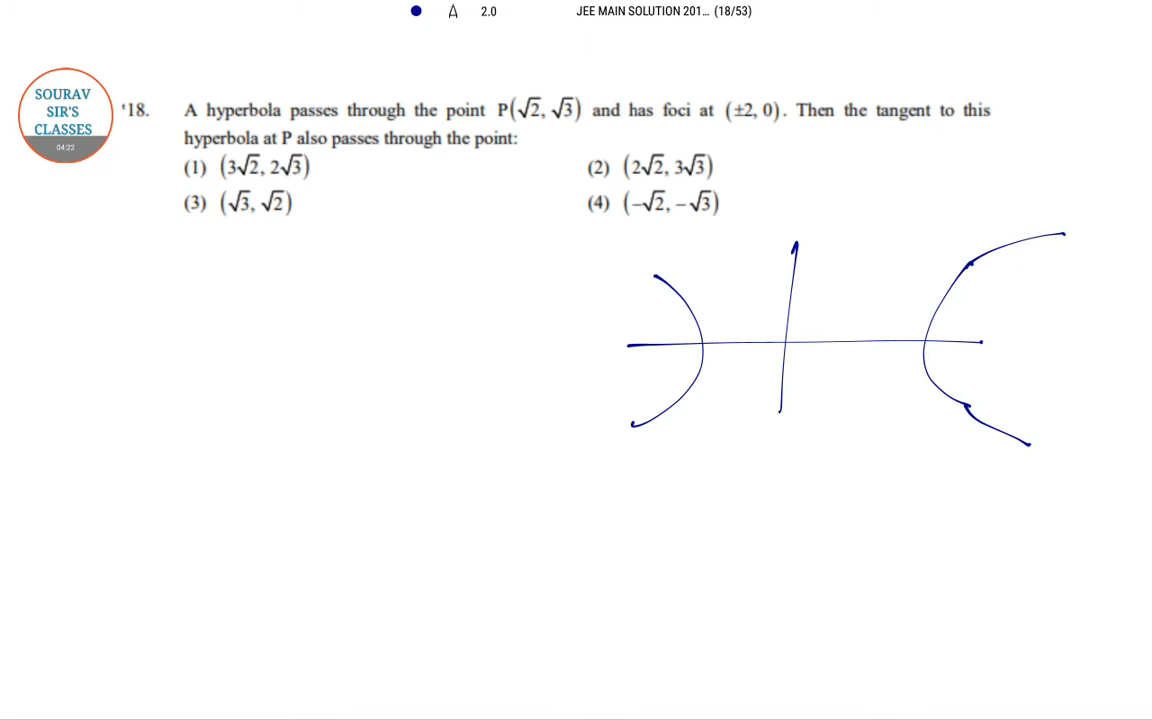 A 2.0 JEE MAIN SOLUTION 201... (18/53)
SOURAV
SIR'S
CLASSES
04:23
'18. A hyperbola passes through the point P(√2, √3) and has foci at (±2, 0). Then the tangent to this
hyperbola at P also passes through the point:
(1) (3√2, 2√3) (2) (2√2, 3√3)
(3) (√3, √2) (4) (−√2, −√3)